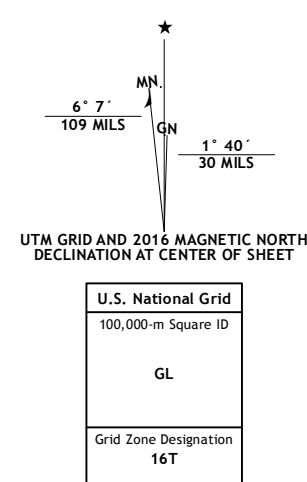 MN.
GN
6° 7´
109 MILS
1° 40´
30 MILS
UTM GRID AND 2016 MAGNETIC NORTH
DECLINATION AT CENTER OF SHEET
U.S. National Grid
100,000-m Square ID
GL
Grid Zone Designation
16T